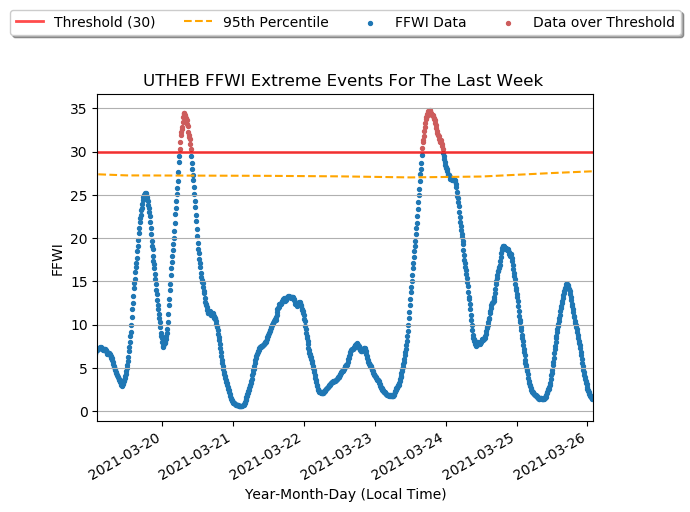 Threshold (30) 95th Percentile FFWI Data Data over Threshold
UTHEB FFWI Extreme Events For The Last Week
35
30
25
20
15
10
5
0
FFWI
2021-03-20 2021-03-21 2021-03-22 2021-03-23 2021-03-24 2021-03-25 2021-03-26
Year-Month-Day (Local Time)